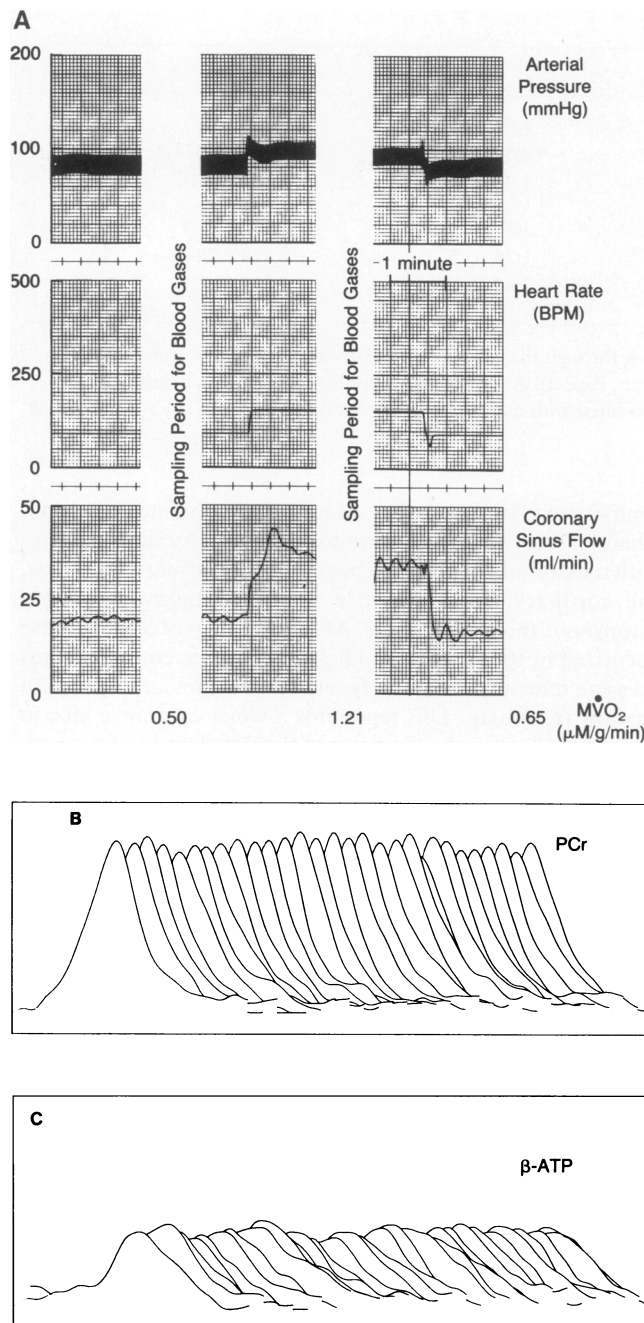 A
200
100
0
Arterial
Pressure
(mmHg)
Sampling Period for Blood Gases
Sampling Period for Blood Gases
1 minute
500
250
0
Heart Rate
(BPM)
50
25
0
Coronary
Sinus Flow
(ml/min)
0.50
1.21
0.65
MV̇O₂
(μM/g/min)
B
PCr
C
β-ATP